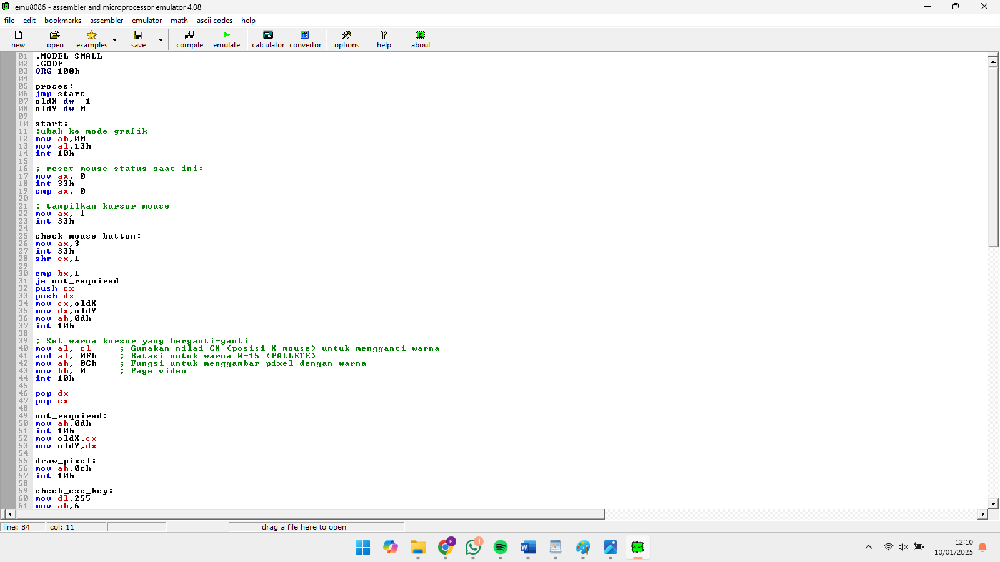 emu8086 - assembler and microprocessor emulator 4.08
file edit bookmarks assembler emulator math ascii codes help
new open examples save compile emulate calculator convertor options help about
01 .MODEL SMALL
02 .CODE
03 ORG 100h
04
05 proses:
06 jmp start
07 oldX dw -1
08 oldY dw 0
09
10 start:
11 ;ubah ke mode grafik
12 mov ah,00
13 mov al,13h
14 int 10h
15
16 ; reset mouse status saat ini:
17 mov ax, 0
18 int 33h
19 cmp ax, 0
20
21 ; tampilkan kursor mouse
22 mov ax, 1
23 int 33h
24
25 check_mouse_button:
26 mov ax,3
27 int 33h
28 shr cx,1
29
30 cmp bx,1
31 je not_required
32 push cx
33 push dx
34 mov cx,oldX
35 mov dx,oldY
36 mov ah,0dh
37 int 10h
38
39 ; Set warna kursor yang berganti-ganti
40 mov al, cl ; Gunakan nilai CX (posisi X mouse) untuk mengganti warna
41 and al, 0Fh ; Batasi untuk warna 0-15 (PALLETE)
42 mov ah, 0Ch ; Fungsi untuk menggambar pixel dengan warna
43 mov bh, 0 ; Page video
44 int 10h
45
46 pop dx
47 pop cx
48
49 not_required:
50 mov ah,0dh
51 int 10h
52 mov oldX,cx
53 mov oldY,dx
54
55 draw_pixel:
56 mov ah,0ch
57 int 10h
58
59 check_esc_key:
60 mov dl,255
61 mov ah,6
line: 84 col: 11 drag a file here to open
R
1
W
8086
12:10
10/01/2025